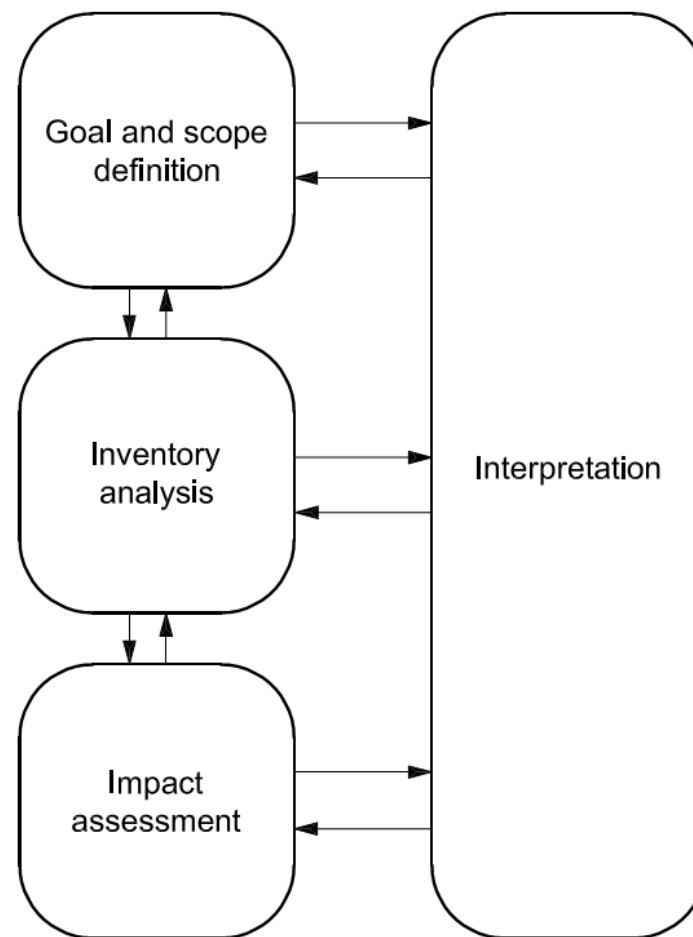 Goal and scope
definition
Inventory
analysis
Interpretation
Impact
assessment